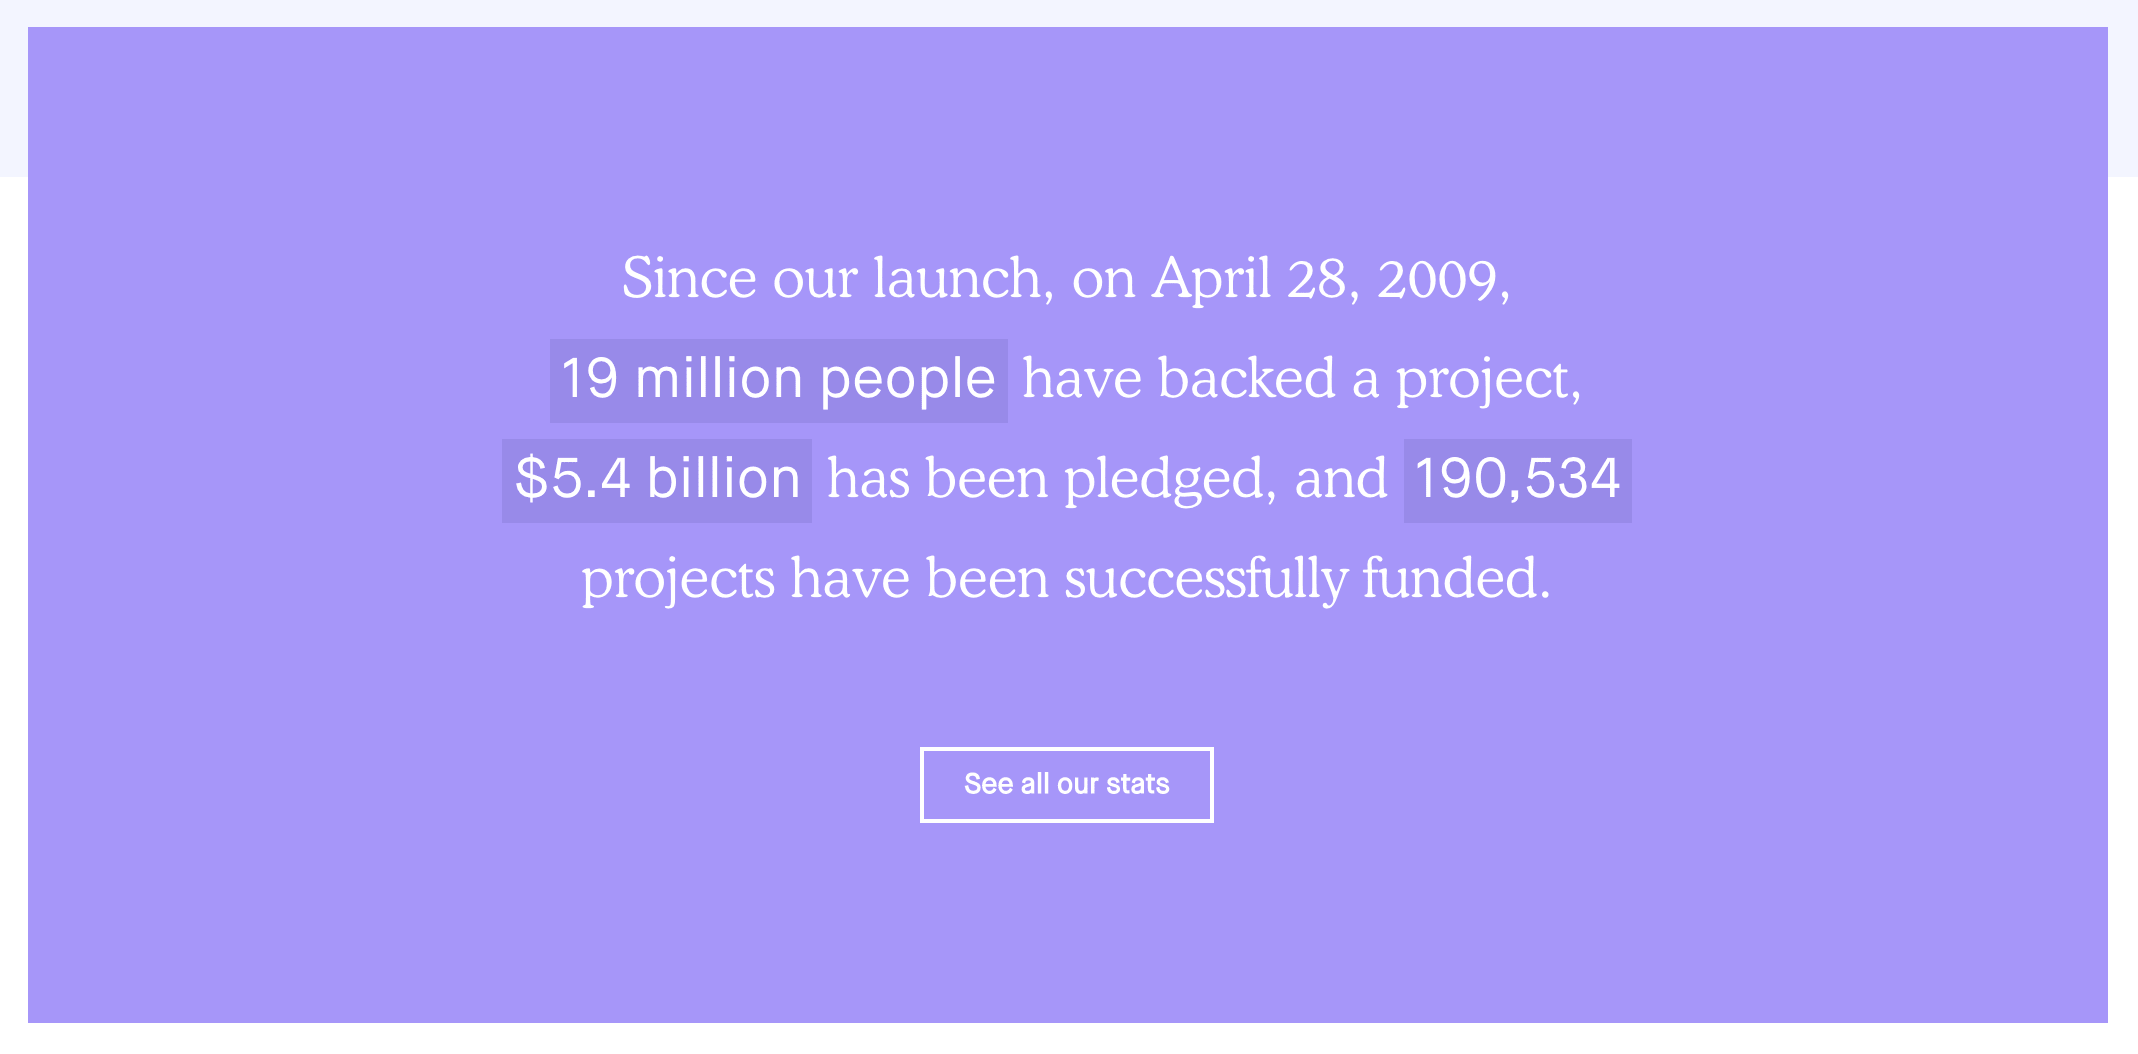 Since our launch, on April 28, 2009,
19 million people have backed a project,
$5.4 billion has been pledged, and 190,534
projects have been successfully funded.
See all our stats